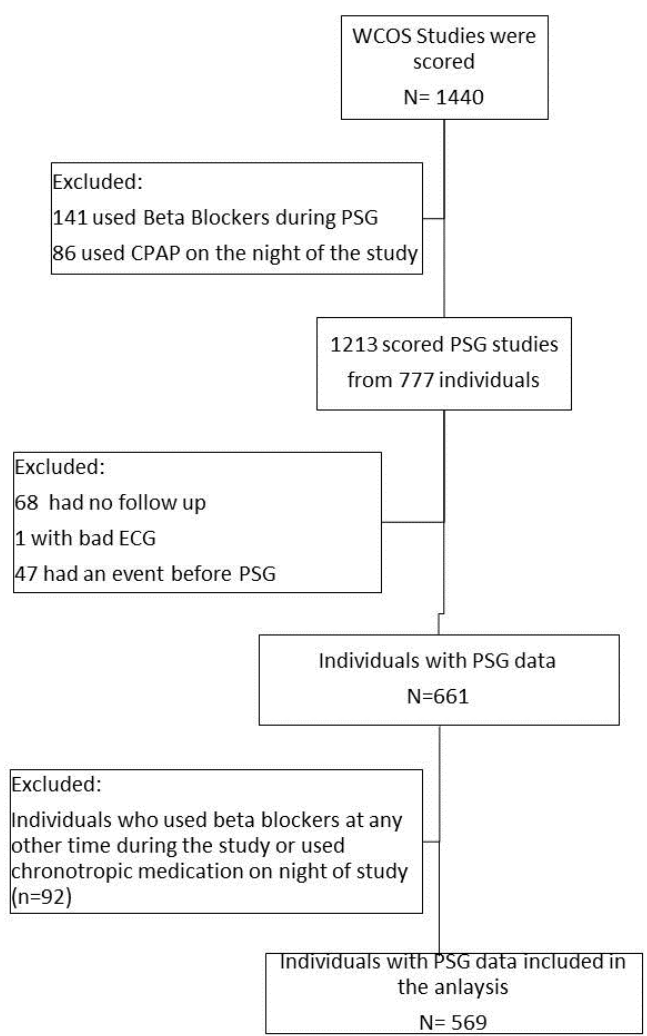 WCOS Studies were
scored
N= 1440
Excluded:
141 used Beta Blockers during PSG
86 used CPAP on the night of the study
1213 scored PSG studies
from 777 individuals
Excluded:
68 had no follow up
1 with bad ECG
47 had an event before PSG
Individuals with PSG data
N=661
Excluded:
Individuals who used beta blockers at any
other time during the study or used
chronotropic medication on night of study
(n=92)
Individuals with PSG data included in
the anlaysis
N= 569